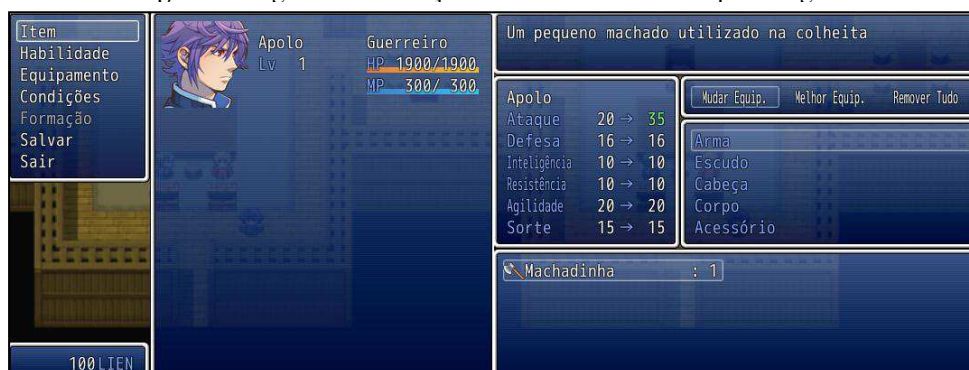 Item
Habilidade
Equipamento
Condições
Formação
Salvar
Sair
100 LIEN
Apolo
Lv 1
Guerreiro
HP 1900/1900
MP 300/ 300
Um pequeno machado utilizado na colheita
Apolo
Ataque 20 → 35
Defesa 16 → 16
Inteligência 10 → 10
Resistência 10 → 10
Agilidade 20 → 20
Sorte 15 → 15
Mudar Equip. Melhor Equip. Remover Tudo
Arma
Escudo
Cabeça
Corpo
Acessório
Machadinha : 1